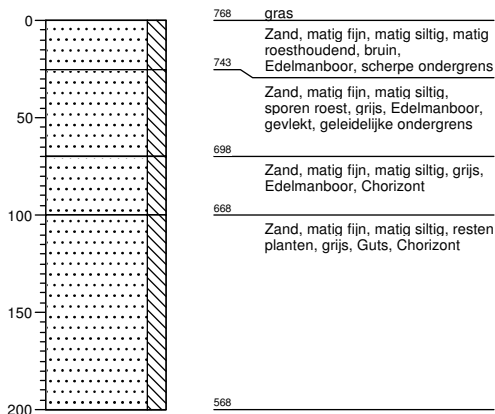 0
50
100
150
200
768 gras
Zand, matig fijn, matig siltig, matig
roesthoudend, bruin,
Edelmanboor, scherpe ondergrens
743
Zand, matig fijn, matig siltig,
sporen roest, grijs, Edelmanboor,
gevlekt, geleidelijke ondergrens
698
Zand, matig fijn, matig siltig, grijs,
Edelmanboor, Chorizont
668
Zand, matig fijn, matig siltig, resten
planten, grijs, Guts, Chorizont
568